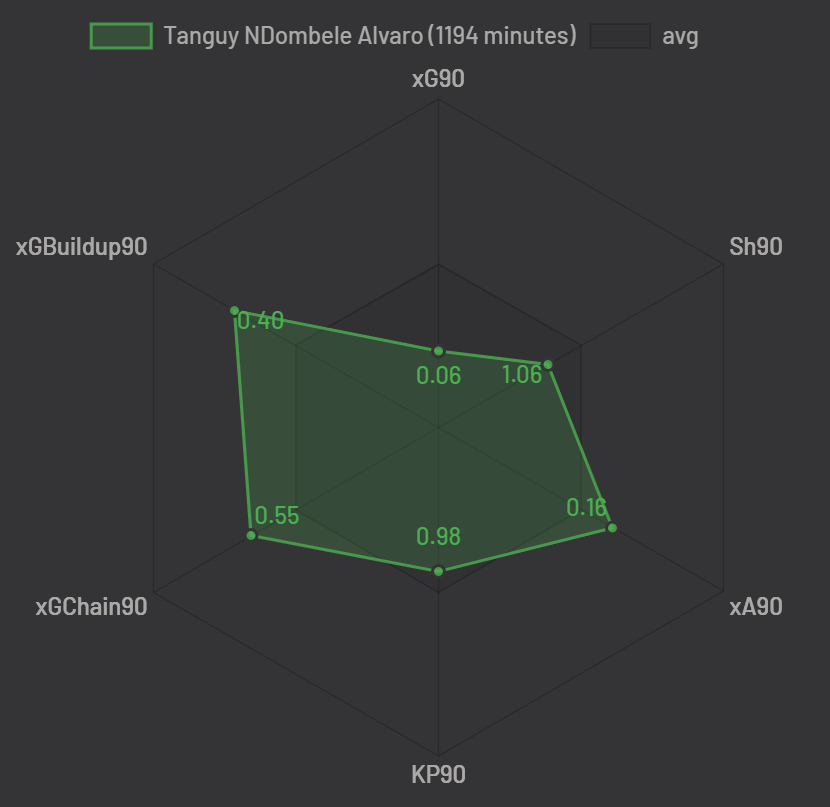 Tanguy NDombele Alvaro (1194 minutes) avg
xG90
xGBuildup90
Sh90
0.40
0.06
1.06
0.16
0.55
0.98
xGChain90
xA90
KP90